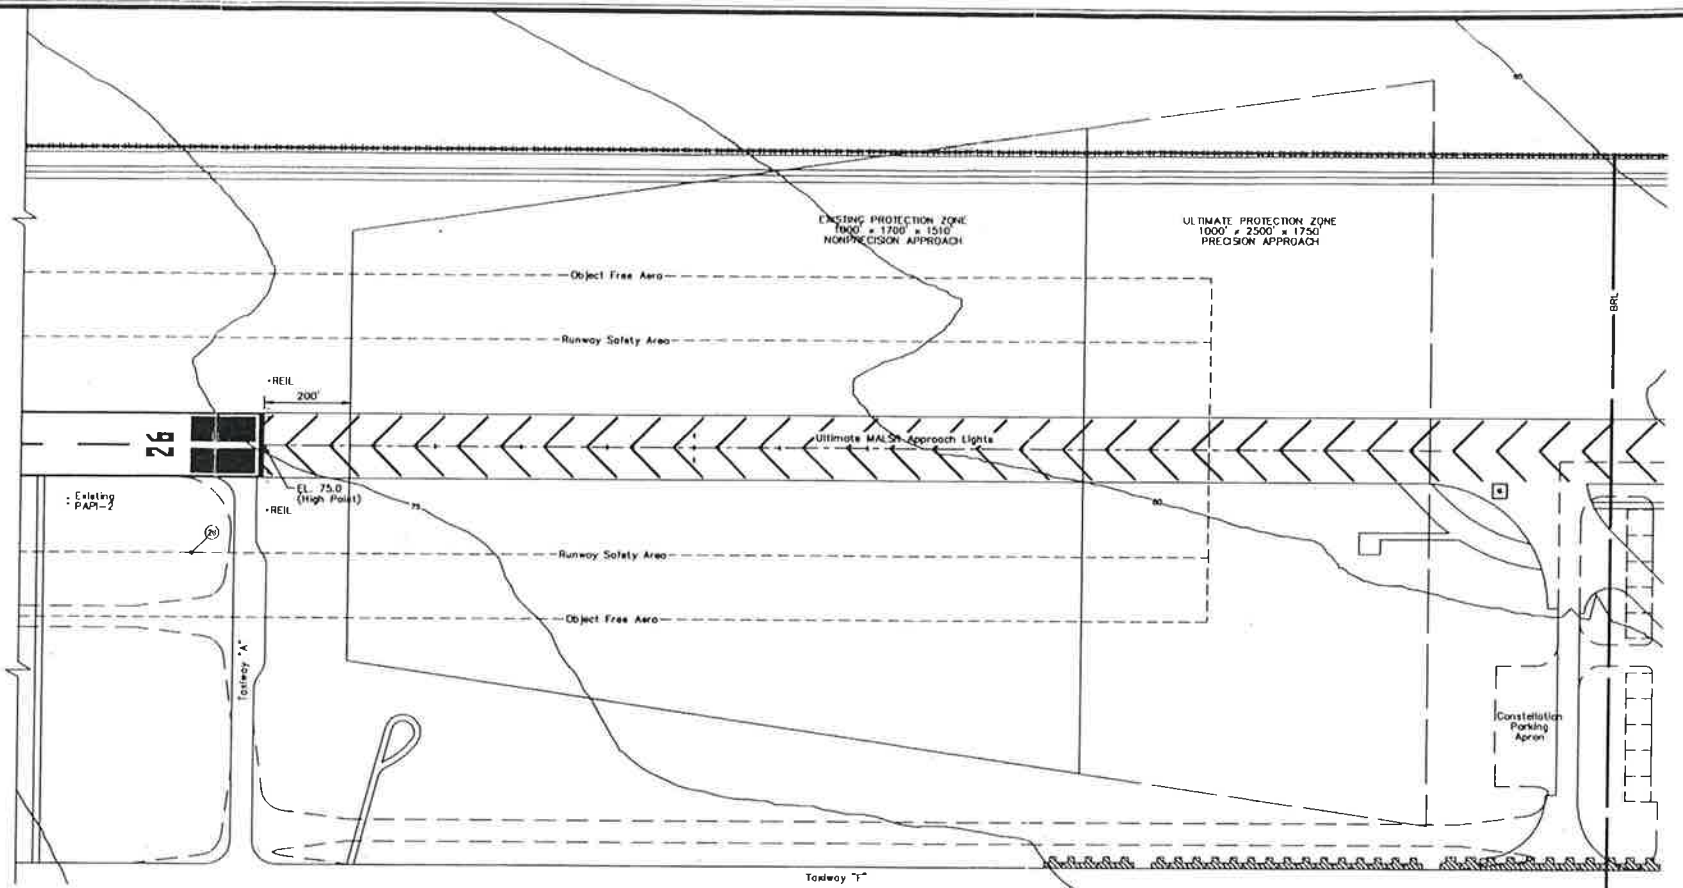 80
EXISTING PROTECTION ZONE
1000' x 1700' x 1510'
NONPRECISION APPROACH
ULTIMATE PROTECTION ZONE
1000' x 2500' x 1750'
PRECISION APPROACH
Object Free Area
BRL
Runway Safety Area
REIL
200'
26
Ultimate MALSR Approach Lights
EL. 75.0
(High Point)
Existing
PAPI-2
REIL
75
80
Runway Safety Area
Object Free Area
Taxiway "A"
Constellation
Parking
Apron
Taxiway "F"